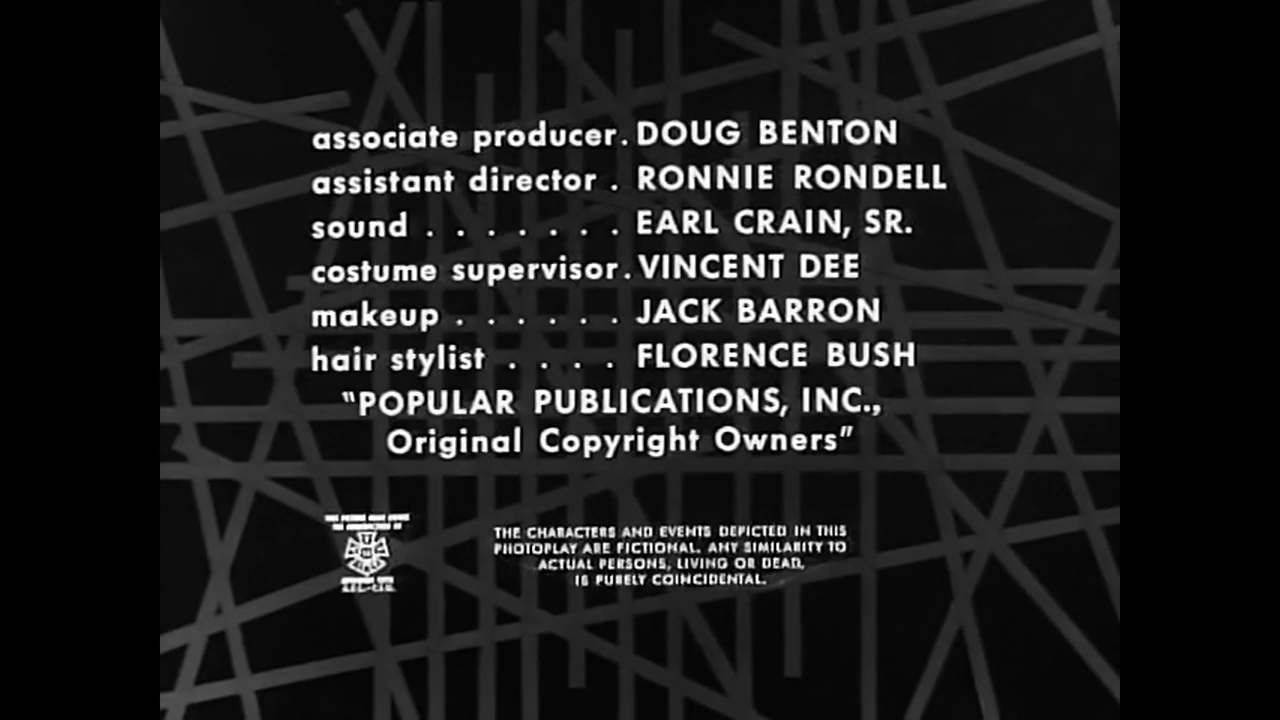 associate producer. DOUG BENTON
assistant director . RONNIE RONDELL
sound . . . . . . . EARL CRAIN, SR.
costume supervisor. VINCENT DEE
makeup . . . . . . JACK BARRON
hair stylist . . . . FLORENCE BUSH
"POPULAR PUBLICATIONS, INC.,
Original Copyright Owners"
THE CHARACTERS AND EVENTS DEPICTED IN THIS
PHOTOPLAY ARE FICTIONAL. ANY SIMILARITY TO
ACTUAL PERSONS, LIVING OR DEAD,
IS PURELY COINCIDENTAL.